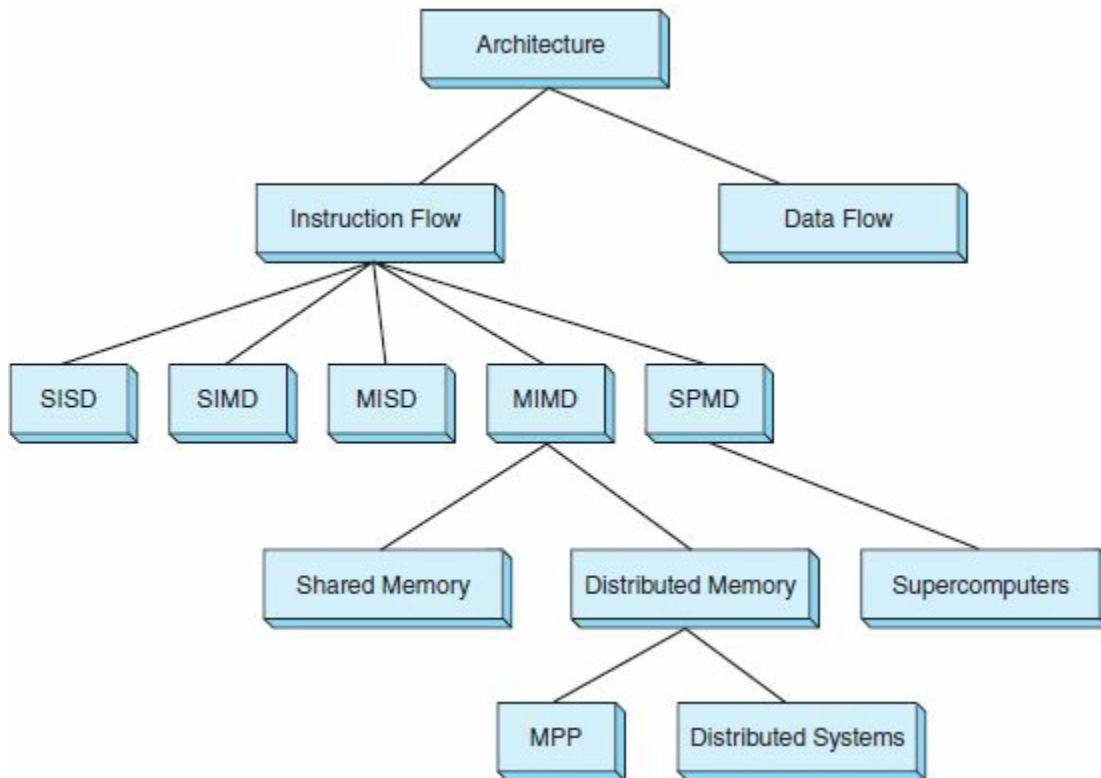 Architecture
Instruction Flow
Data Flow
SISD
SIMD
MISD
MIMD
SPMD
Shared Memory
Distributed Memory
Supercomputers
MPP
Distributed Systems